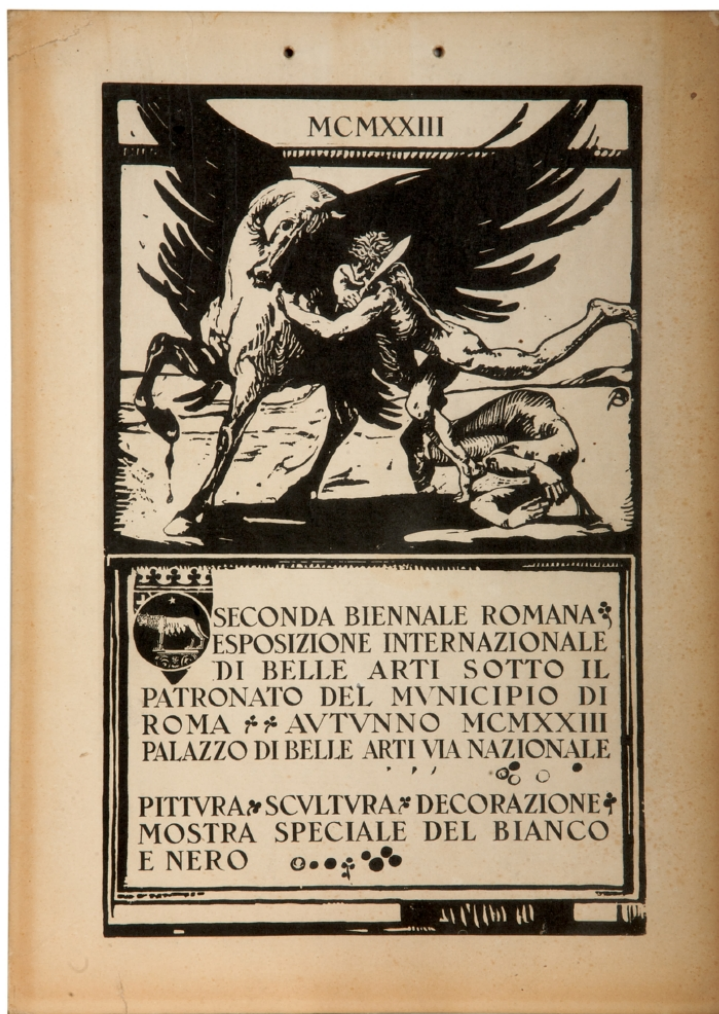 MCMXXIII
SECONDA BIENNALE ROMANA
ESPOSIZIONE INTERNAZIONALE
DI BELLE ARTI SOTTO IL
PATRONATO DEL MVNICIPIO DI
ROMA AVTVNNO MCMXXIII
PALAZZO DI BELLE ARTI VIA NAZIONALE
PITTVRA SCVLTVRA DECORAZIONE
MOSTRA SPECIALE DEL BIANCO
E NERO